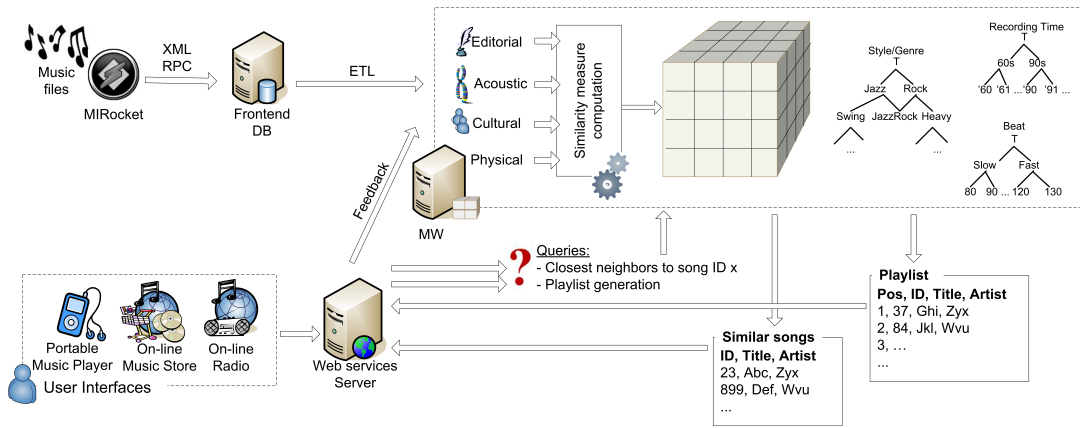 Music
files
MIRocket
XML
RPC
Frontend
DB
ETL
Editorial
Acoustic
Cultural
Physical
Similarity measure
computation
Style/Genre
T
Jazz Rock
Swing JazzRock Heavy
... ...
Recording Time
T
60s 90s
'60 '61 ... '90 '91 ...
Beat
T
Slow Fast
80 90 ... 120 130
Feedback
MW
?
Queries:
- Closest neighbors to song ID x
- Playlist generation
Portable
Music Player
On-line
Music Store
On-line
Radio
User Interfaces
Web services
Server
Similar songs
ID, Title, Artist
23, Abc, Zyx
899, Def, Wvu
...
Playlist
Pos, ID, Title, Artist
1, 37, Ghi, Zyx
2, 84, Jkl, Wvu
3, ...
...